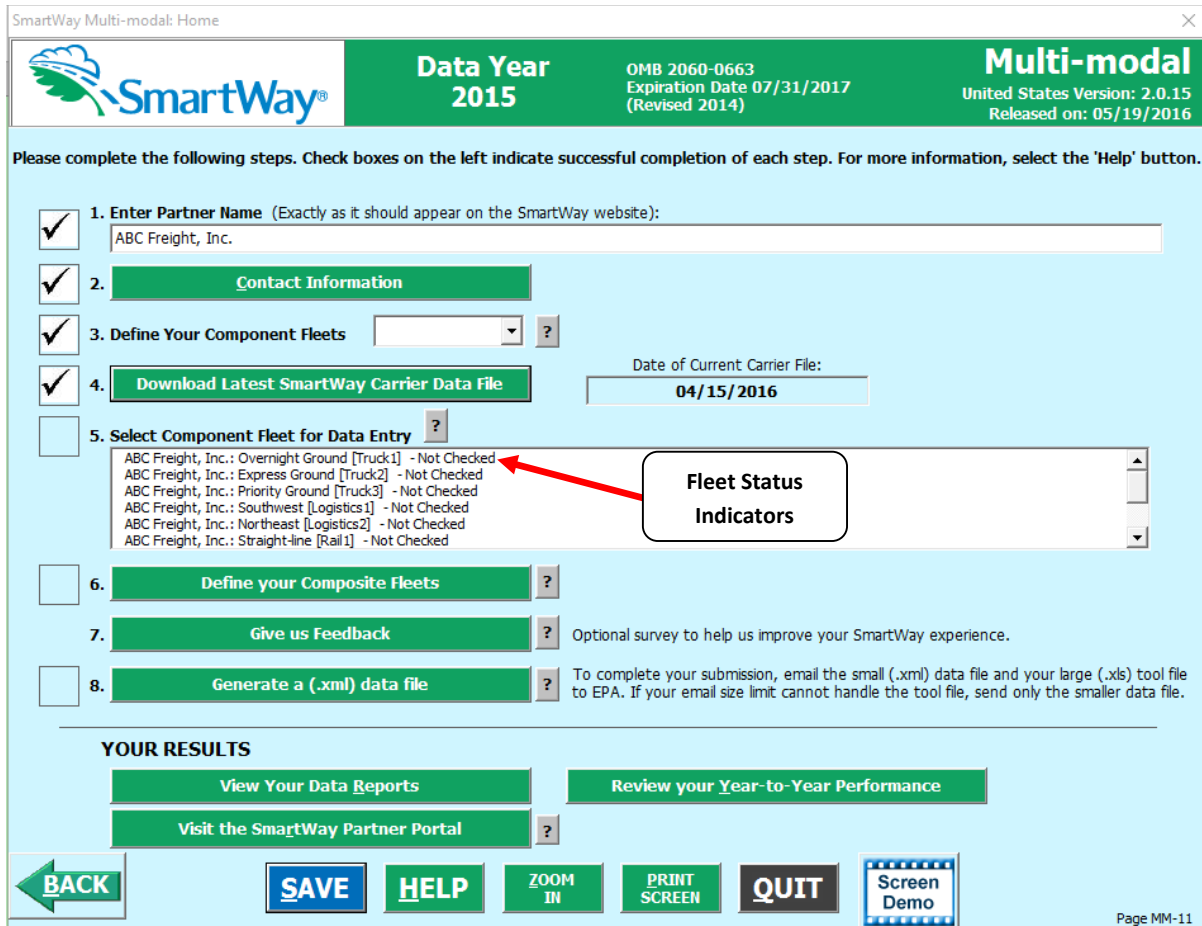 SmartWay Multi-modal: Home
SmartWay®
Data Year
2015
OMB 2060-0663
Expiration Date 07/31/2017
(Revised 2014)
Multi-modal
United States Version: 2.0.15
Released on: 05/19/2016
Please complete the following steps. Check boxes on the left indicate successful completion of each step. For more information, select the 'Help' button.
1. Enter Partner Name (Exactly as it should appear on the SmartWay website):
ABC Freight, Inc.
2. Contact Information
3. Define Your Component Fleets ?
4. Download Latest SmartWay Carrier Data File
Date of Current Carrier File:
04/15/2016
5. Select Component Fleet for Data Entry ?
ABC Freight, Inc.: Overnight Ground [Truck1] - Not Checked
ABC Freight, Inc.: Express Ground [Truck2] - Not Checked
ABC Freight, Inc.: Priority Ground [Truck3] - Not Checked
ABC Freight, Inc.: Southwest [Logistics1] - Not Checked
ABC Freight, Inc.: Northeast [Logistics2] - Not Checked
ABC Freight, Inc.: Straight-line [Rail1] - Not Checked
Fleet Status
Indicators
6. Define your Composite Fleets ?
7. Give us Feedback ? Optional survey to help us improve your SmartWay experience.
8. Generate a (.xml) data file ?
To complete your submission, email the small (.xml) data file and your large (.xls) tool file
to EPA. If your email size limit cannot handle the tool file, send only the smaller data file.
YOUR RESULTS
View Your Data Reports
Review your Year-to-Year Performance
Visit the SmartWay Partner Portal ?
BACK
SAVE
HELP
ZOOM
IN
PRINT
SCREEN
QUIT
Screen
Demo
Page MM-11